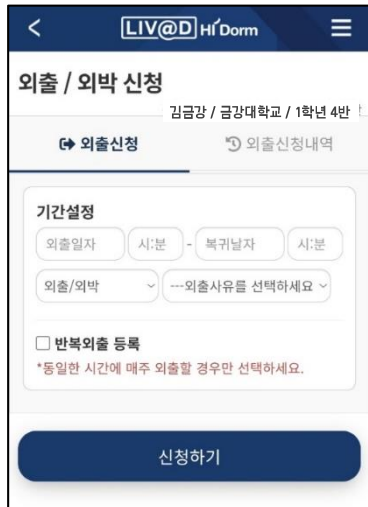 LIV@D Hi'Dorm
외출 / 외박 신청
김금강 / 금강대학교 / 1학년 4반
외출신청 외출신청내역
기간설정
외출일자 시:분 - 복귀날자 시:분
외출/외박 ---외출사유를 선택하세요
반복외출 등록
*동일한 시간에 매주 외출할 경우만 선택하세요.
신청하기